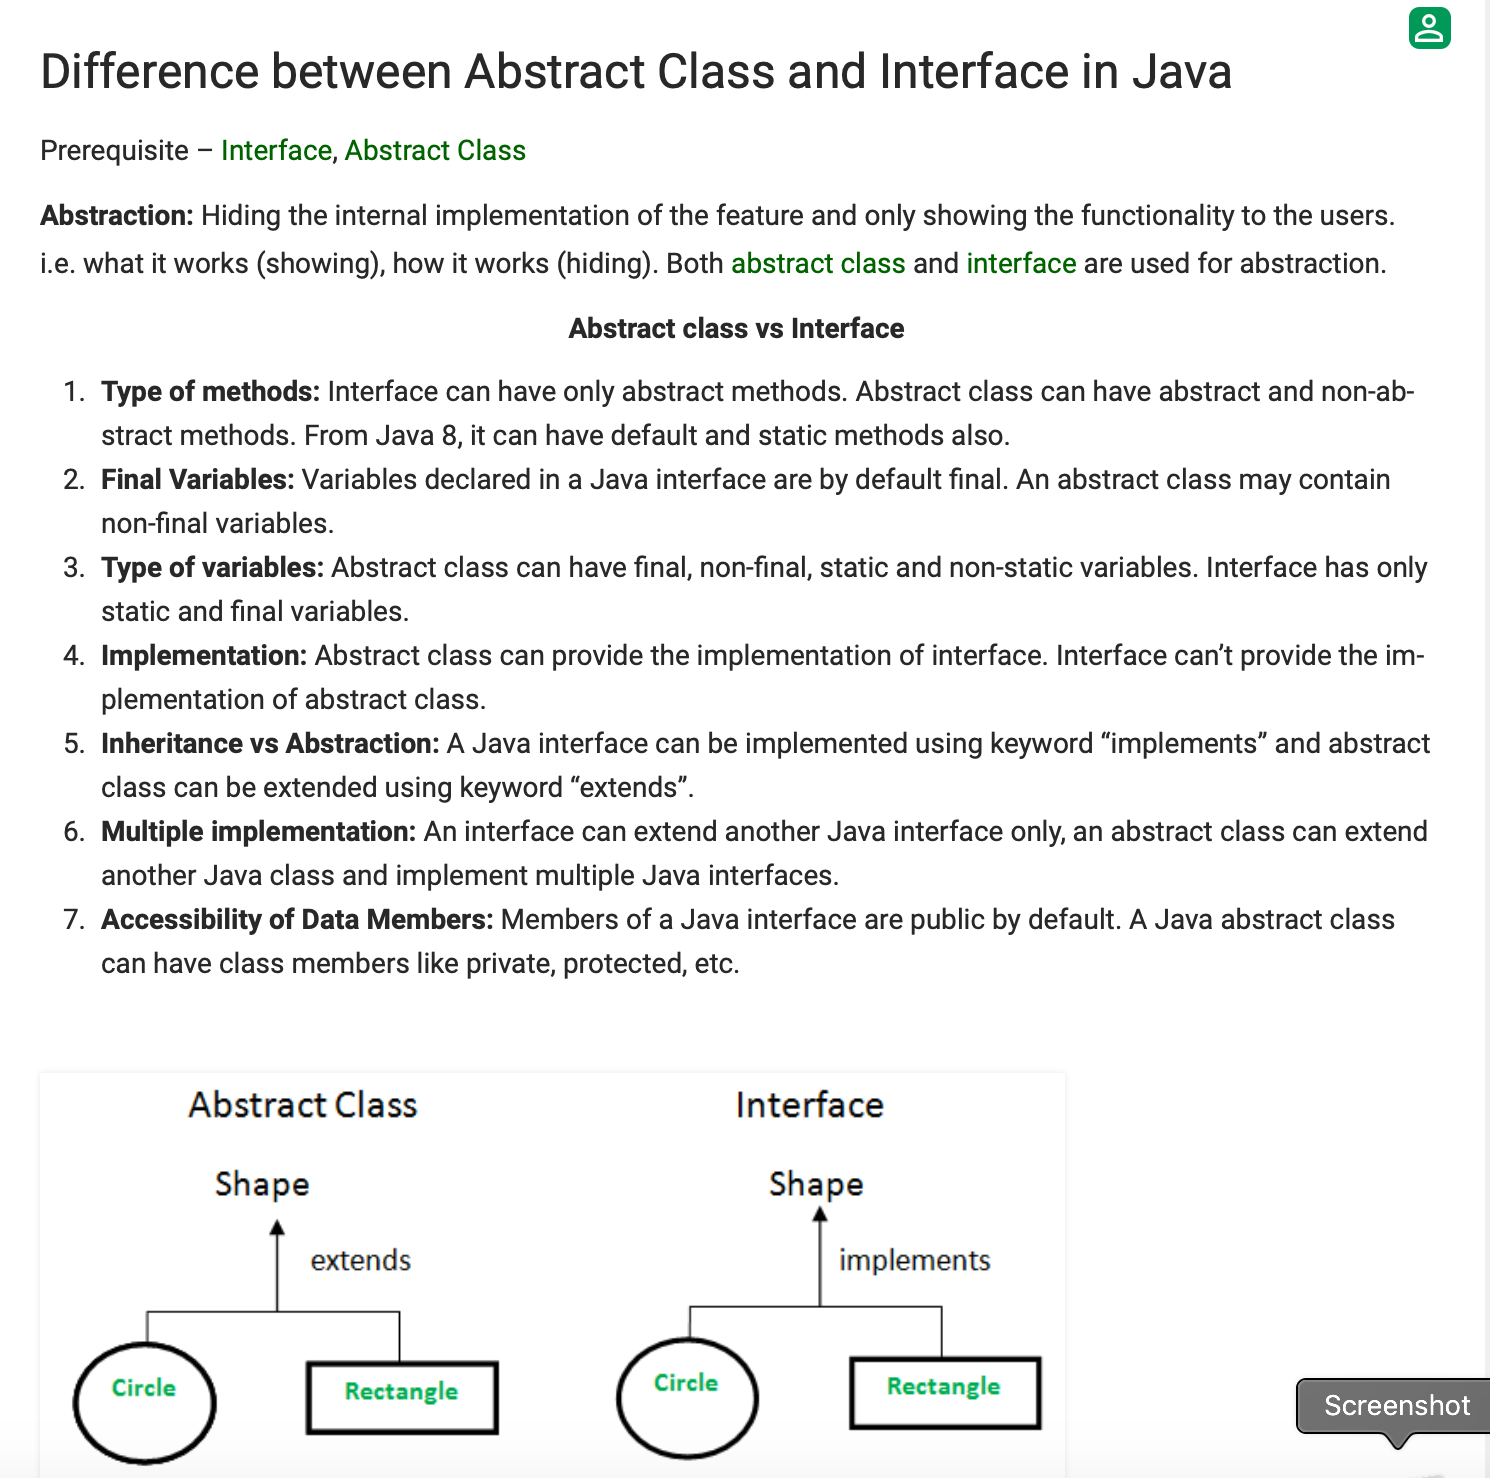 Difference between Abstract Class and Interface in Java
Prerequisite – Interface, Abstract Class
Abstraction: Hiding the internal implementation of the feature and only showing the functionality to the users.
i.e. what it works (showing), how it works (hiding). Both abstract class and interface are used for abstraction.
Abstract class vs Interface
1. Type of methods: Interface can have only abstract methods. Abstract class can have abstract and non-ab-
stract methods. From Java 8, it can have default and static methods also.
2. Final Variables: Variables declared in a Java interface are by default final. An abstract class may contain
non-final variables.
3. Type of variables: Abstract class can have final, non-final, static and non-static variables. Interface has only
static and final variables.
4. Implementation: Abstract class can provide the implementation of interface. Interface can’t provide the im-
plementation of abstract class.
5. Inheritance vs Abstraction: A Java interface can be implemented using keyword “implements” and abstract
class can be extended using keyword “extends”.
6. Multiple implementation: An interface can extend another Java interface only, an abstract class can extend
another Java class and implement multiple Java interfaces.
7. Accessibility of Data Members: Members of a Java interface are public by default. A Java abstract class
can have class members like private, protected, etc.
Abstract Class
Shape
extends
Circle
Rectangle
Interface
Shape
implements
Circle
Rectangle
Screenshot